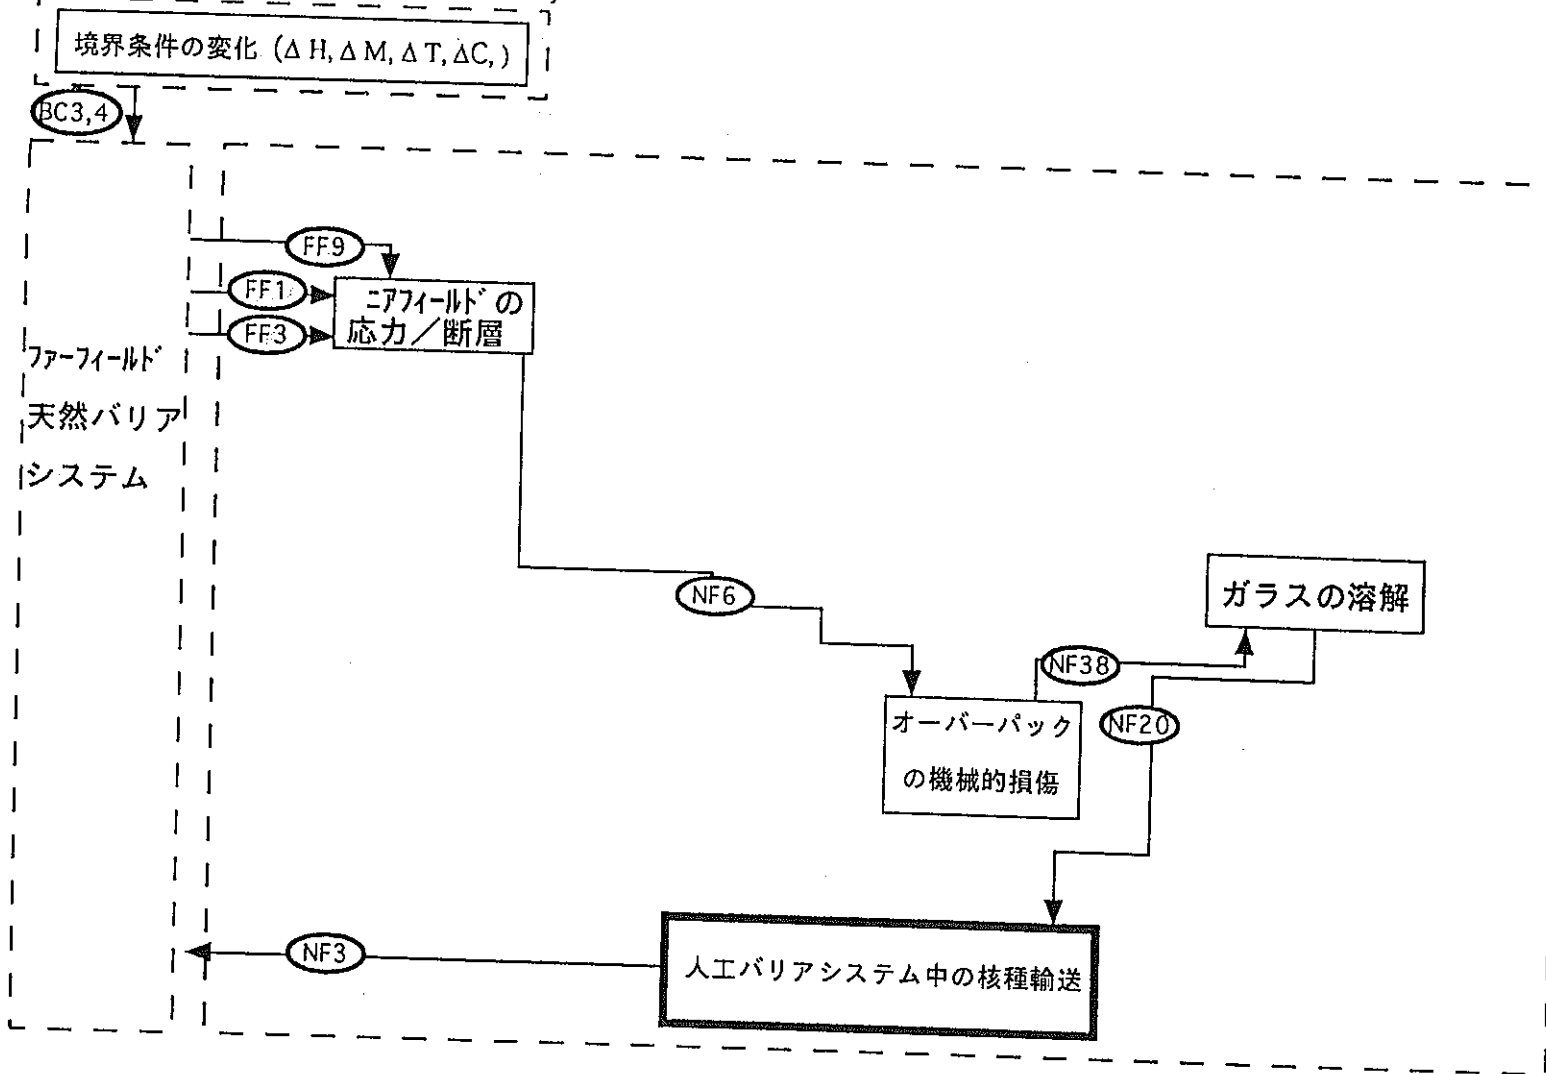 境界条件の変化 (Δ H, Δ M, Δ T, ΔC, )
BC3,4
FF9
FF1
FF3
ニアフィールドの
応力／断層
ファーフィールド
天然バリア
システム
NF6
ガラスの溶解
NF38
NF20
オーバーパック
の機械的損傷
NF3
人工バリアシステム中の核種輸送